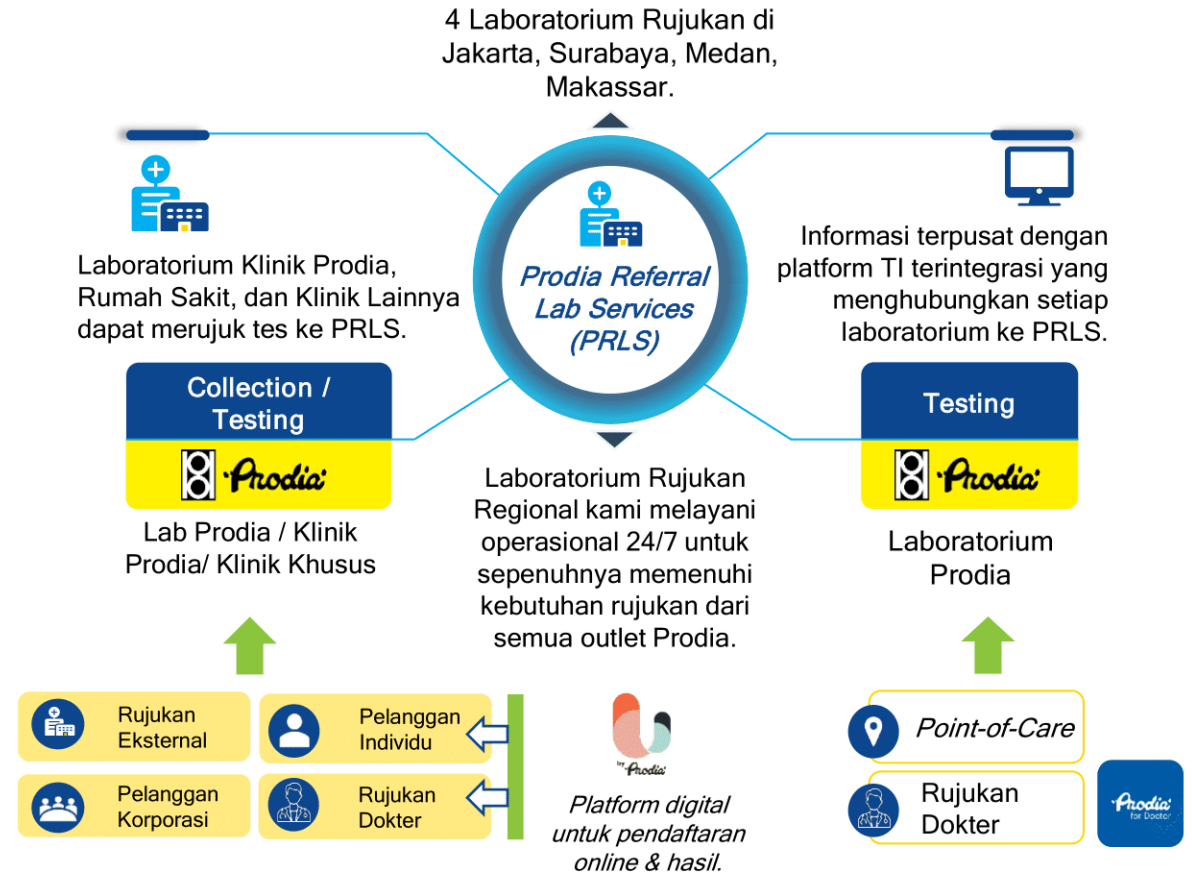 4 Laboratorium Rujukan di
Jakarta, Surabaya, Medan,
Makassar.
Laboratorium Klinik Prodia,
Rumah Sakit, dan Klinik Lainnya
dapat merujuk tes ke PRLS.
Prodia Referral
Lab Services
(PRLS)
Informasi terpusat dengan
platform TI terintegrasi yang
menghubungkan setiap
laboratorium ke PRLS.
Collection /
Testing
Prodia
Lab Prodia / Klinik
Prodia/ Klinik Khusus
Laboratorium Rujukan
Regional kami melayani
operasional 24/7 untuk
sepenuhnya memenuhi
kebutuhan rujukan dari
semua outlet Prodia.
Testing
Prodia
Laboratorium
Prodia
Rujukan
Eksternal
Pelanggan
Individu
Pelanggan
Korporasi
Rujukan
Dokter
by Prodia
Platform digital
untuk pendaftaran
online & hasil.
Point-of-Care
Rujukan
Dokter
Prodia
for Doctor